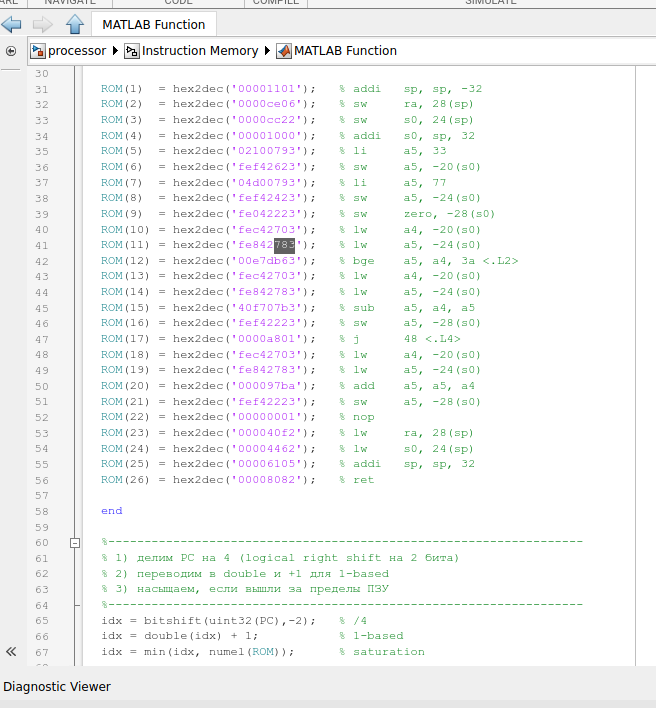 NAVIGATE CODE COMPILE SIMULATE
MATLAB Function
processor Instruction Memory MATLAB Function
30
31 ROM(1) = hex2dec('00001101'); % addi sp, sp, -32
32 ROM(2) = hex2dec('0000ce06'); % sw ra, 28(sp)
33 ROM(3) = hex2dec('0000cc22'); % sw s0, 24(sp)
34 ROM(4) = hex2dec('00001000'); % addi s0, sp, 32
35 ROM(5) = hex2dec('02100793'); % li a5, 33
36 ROM(6) = hex2dec('fef42623'); % sw a5, -20(s0)
37 ROM(7) = hex2dec('04d00793'); % li a5, 77
38 ROM(8) = hex2dec('fef42423'); % sw a5, -24(s0)
39 ROM(9) = hex2dec('fe042223'); % sw zero, -28(s0)
40 ROM(10) = hex2dec('fec42703'); % lw a4, -20(s0)
41 ROM(11) = hex2dec('fe842783'); % lw a5, -24(s0)
42 ROM(12) = hex2dec('00e7db63'); % bge a5, a4, 3a <.L2>
43 ROM(13) = hex2dec('fec42703'); % lw a4, -20(s0)
44 ROM(14) = hex2dec('fe842783'); % lw a5, -24(s0)
45 ROM(15) = hex2dec('40f707b3'); % sub a5, a4, a5
46 ROM(16) = hex2dec('fef42223'); % sw a5, -28(s0)
47 ROM(17) = hex2dec('0000a801'); % j 48 <.L4>
48 ROM(18) = hex2dec('fec42703'); % lw a4, -20(s0)
49 ROM(19) = hex2dec('fe842783'); % lw a5, -24(s0)
50 ROM(20) = hex2dec('000097ba'); % add a5, a5, a4
51 ROM(21) = hex2dec('fef42223'); % sw a5, -28(s0)
52 ROM(22) = hex2dec('00000001'); % nop
53 ROM(23) = hex2dec('000040f2'); % lw ra, 28(sp)
54 ROM(24) = hex2dec('00004462'); % lw s0, 24(sp)
55 ROM(25) = hex2dec('00006105'); % addi sp, sp, 32
56 ROM(26) = hex2dec('00008082'); % ret
57
58 end
59
60 %------------------------------------------------------------------
61 % 1) делим PC на 4 (logical right shift на 2 бита)
62 % 2) переводим в double и +1 для 1-based
63 % 3) насыщаем, если вышли за пределы ПЗУ
64 %------------------------------------------------------------------
65 idx = bitshift(uint32(PC),-2); % /4
66 idx = double(idx) + 1; % 1-based
67 idx = min(idx, numel(ROM)); % saturation
Diagnostic Viewer